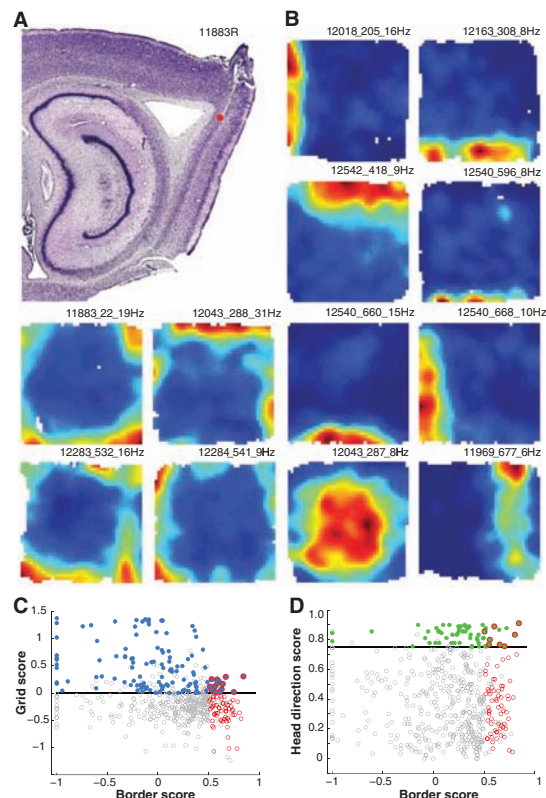 A
11883R
B
12018_205_16Hz
12163_308_8Hz
12542_418_9Hz
12540_596_8Hz
11883_22_19Hz
12043_288_31Hz
12540_660_15Hz
12540_668_10Hz
12283_532_16Hz
12284_541_9Hz
12043_287_8Hz
11969_677_6Hz
C
1.5
1
0.5
0
−0.5
−1
Grid score
−1
−0.5
0
0.5
1
Border score
D
1.0
0.8
0.6
0.4
0.2
0
Head direction score
−1
−0.5
0
0.5
1
Border score